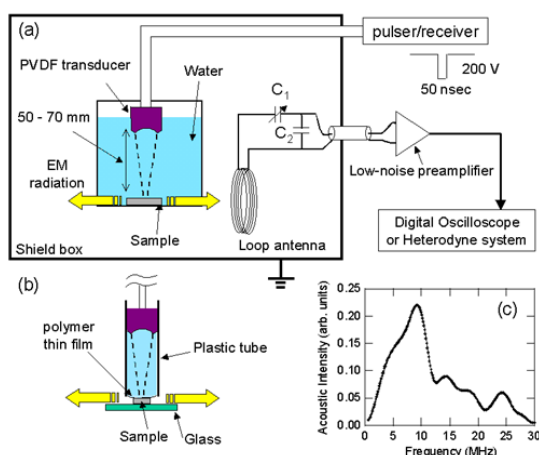 (a)
pulser/receiver
200 V
50 nsec
PVDF transducer
Water
50 - 70 mm
EM
radiation
Sample
Shield box
C1
C2
Loop antenna
Low-noise preamplifier
Digital Oscilloscope
or Heterodyne system
(b)
polymer
thin film
Plastic tube
Sample
Glass
(c)
Acoustic Intensity (arb. units)
0.25
0.20
0.15
0.10
0.05
0.00
0 10 20 30
Frequency (MHz)